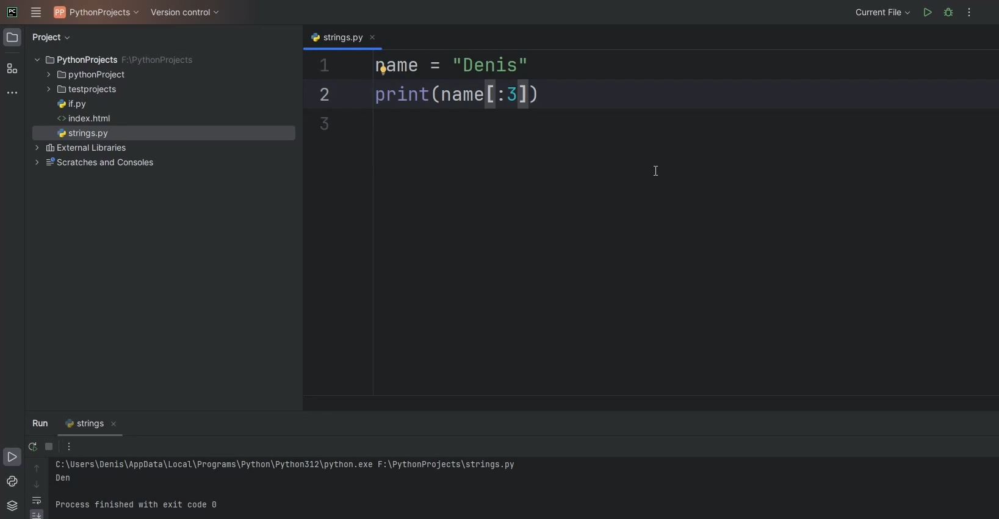 PC PP PythonProjects Version control Current File
Project
strings.py
PythonProjects F:\PythonProjects
pythonProject
testprojects
if.py
<> index.html
strings.py
External Libraries
Scratches and Consoles
1 name = "Denis"
2 print(name[:3])
3
Run strings
C:\Users\Denis\AppData\Local\Programs\Python\Python312\python.exe F:\PythonProjects\strings.py
Den
Process finished with exit code 0